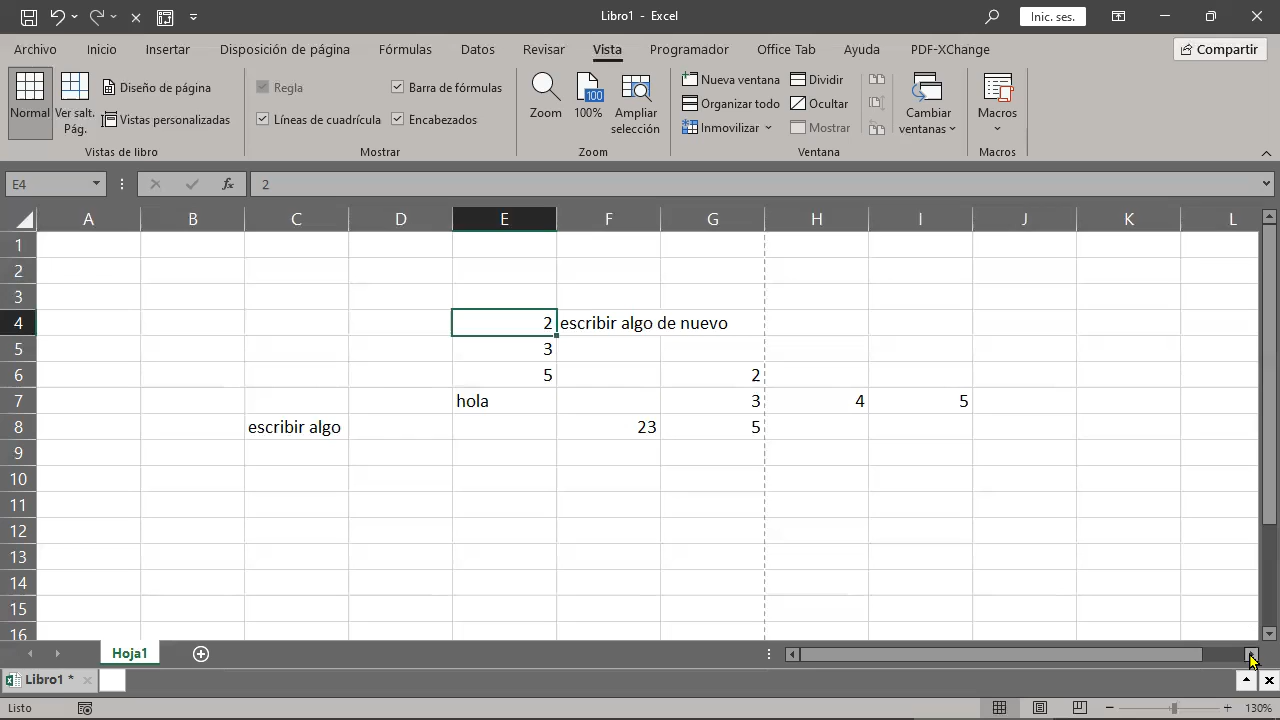 Libro1 - Excel
Inic. ses.
Archivo Inicio Insertar Disposición de página Fórmulas Datos Revisar Vista Programador Office Tab Ayuda PDF-XChange Compartir
Normal
Ver salt. Pág.
Diseño de página
Vistas personalizadas
Vistas de libro
Regla
Barra de fórmulas
Líneas de cuadrícula
Encabezados
Mostrar
Zoom
100
100%
Ampliar selección
Zoom
Nueva ventana
Organizar todo
Inmovilizar
Dividir
Ocultar
Mostrar
Cambiar ventanas
Ventana
Macros
Macros
E4 fx 2
A B C D E F G H I J K L
1
2
3
4 2 escribir algo de nuevo
5 3
6 5 2
7 hola 3 4 5
8 escribir algo 23 5
9
10
11
12
13
14
15
16
Hoja1
Libro1 *
Listo 130%